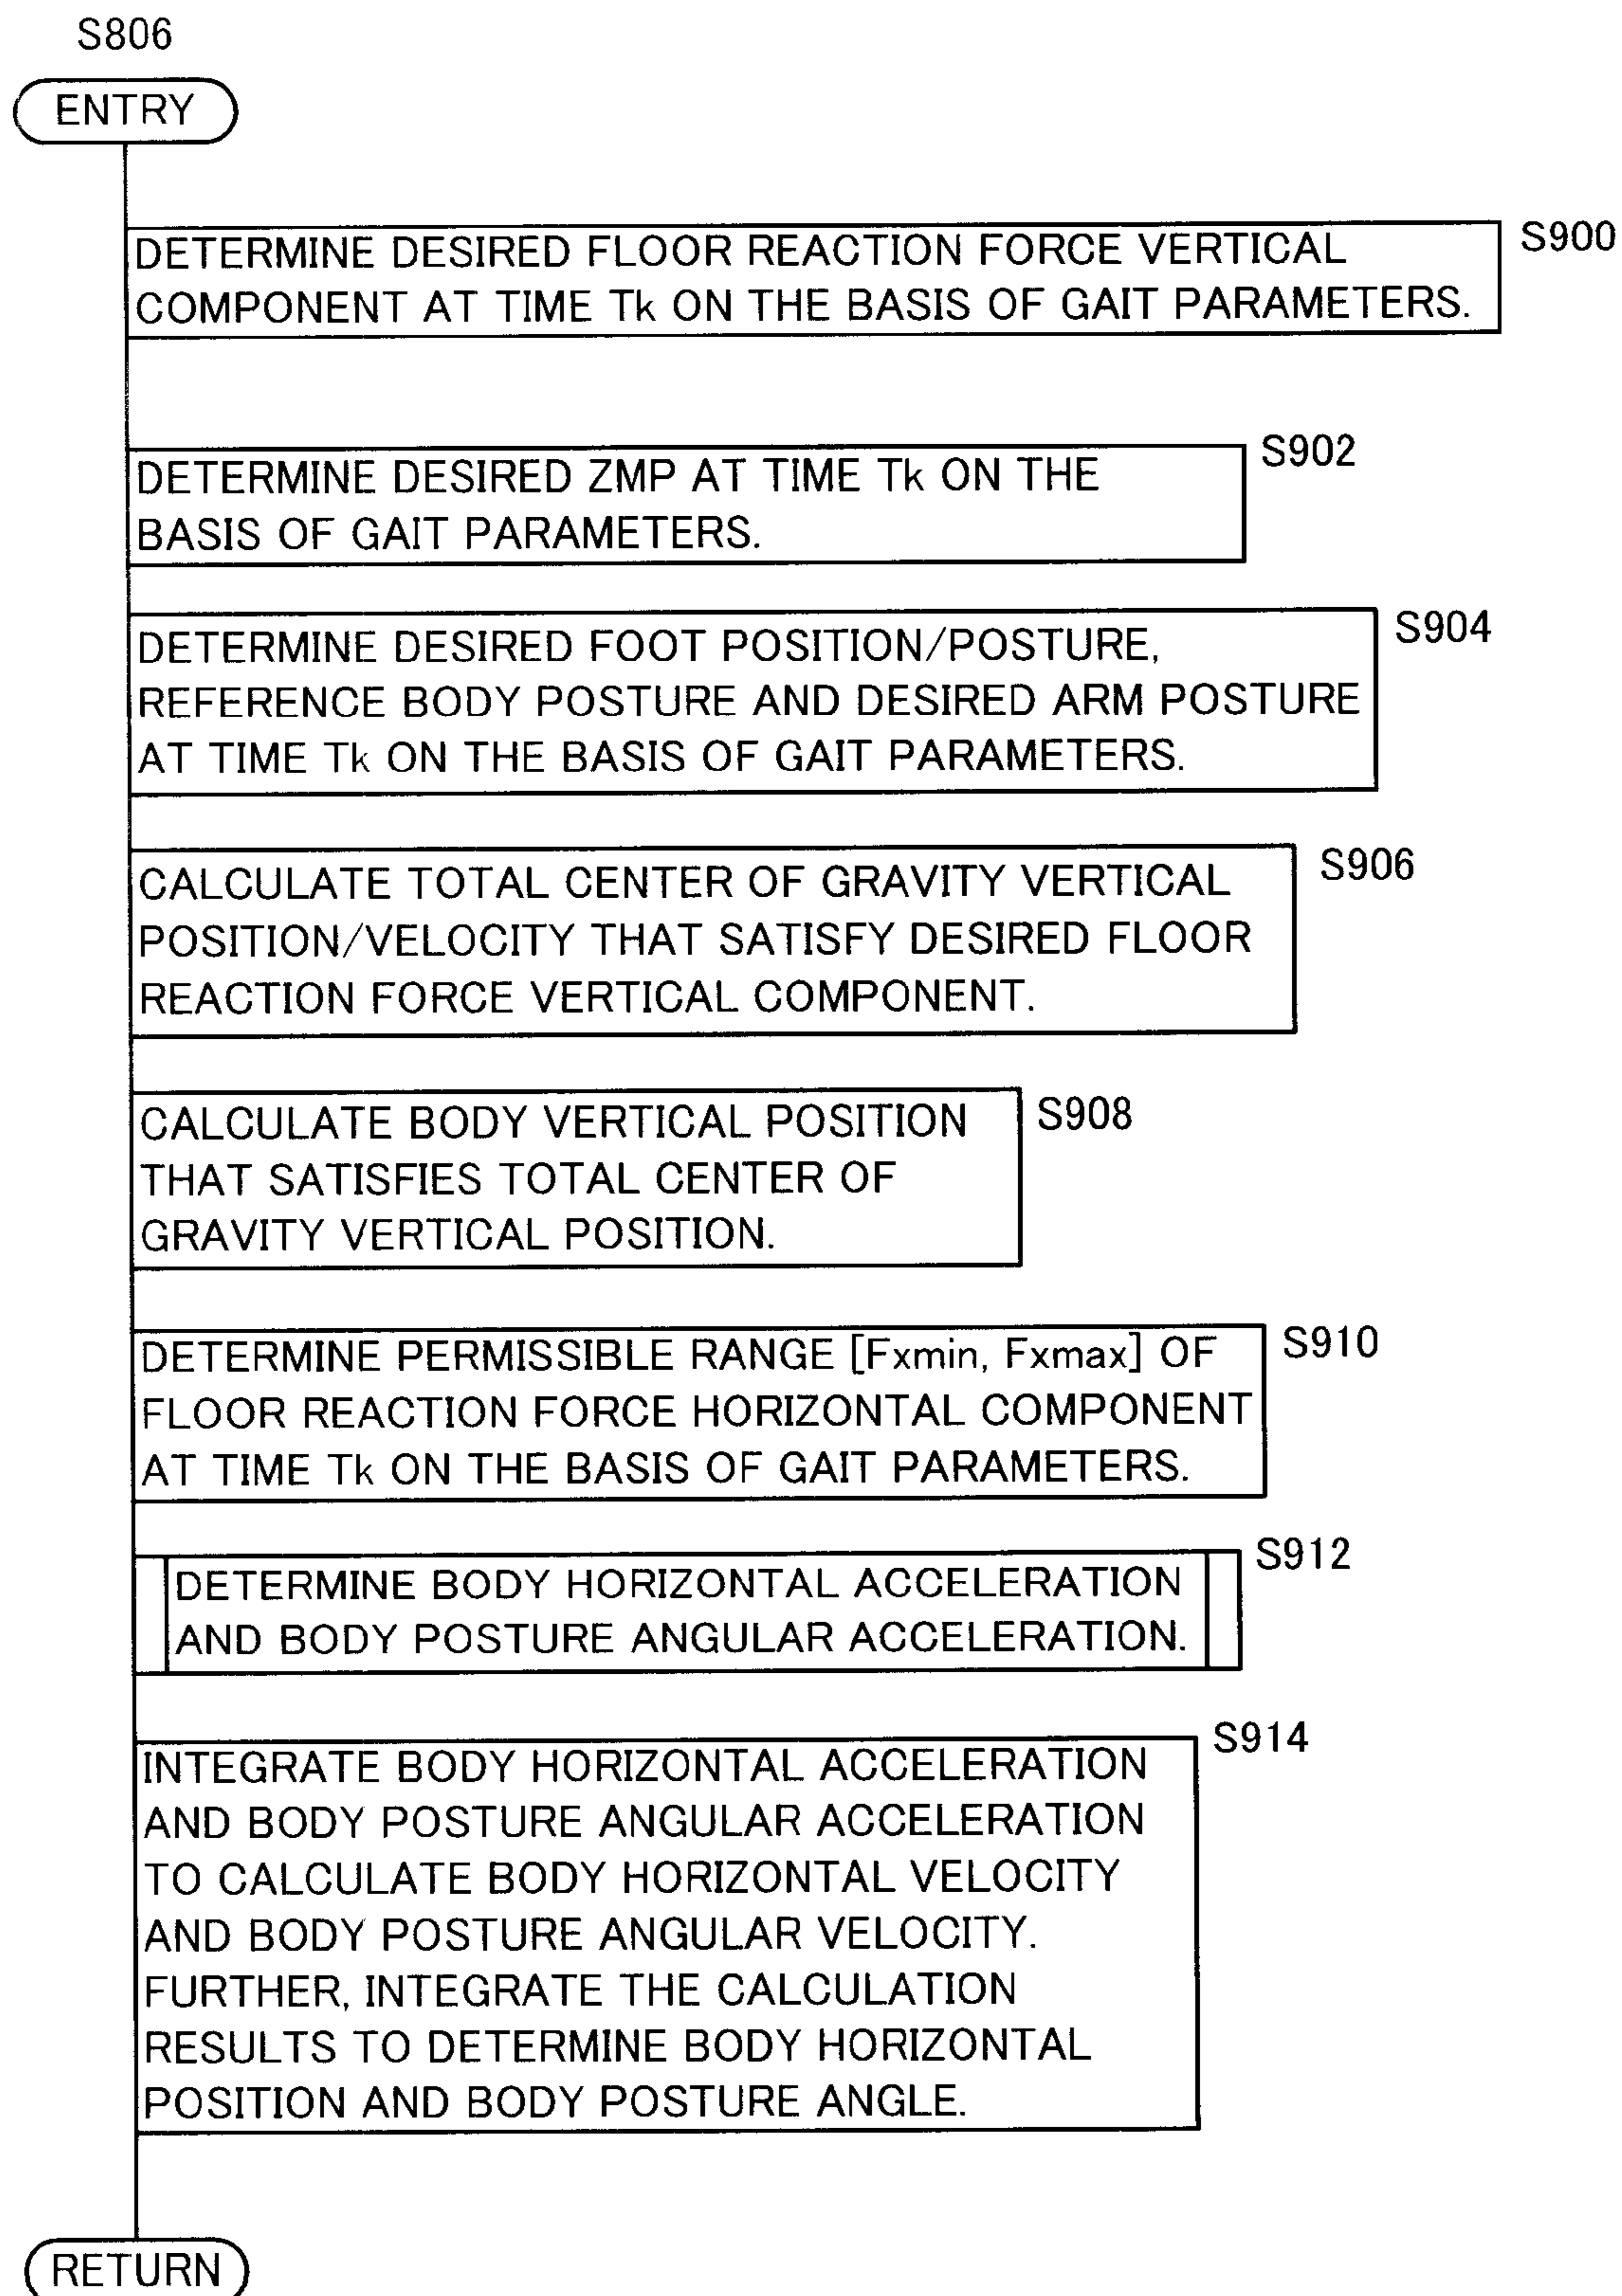 S806
ENTRY
DETERMINE DESIRED FLOOR REACTION FORCE VERTICAL
COMPONENT AT TIME Tk ON THE BASIS OF GAIT PARAMETERS.
S900
DETERMINE DESIRED ZMP AT TIME Tk ON THE
BASIS OF GAIT PARAMETERS.
S902
DETERMINE DESIRED FOOT POSITION/POSTURE,
REFERENCE BODY POSTURE AND DESIRED ARM POSTURE
AT TIME Tk ON THE BASIS OF GAIT PARAMETERS.
S904
CALCULATE TOTAL CENTER OF GRAVITY VERTICAL
POSITION/VELOCITY THAT SATISFY DESIRED FLOOR
REACTION FORCE VERTICAL COMPONENT.
S906
CALCULATE BODY VERTICAL POSITION
THAT SATISFIES TOTAL CENTER OF
GRAVITY VERTICAL POSITION.
S908
DETERMINE PERMISSIBLE RANGE [Fxmin, Fxmax] OF
FLOOR REACTION FORCE HORIZONTAL COMPONENT
AT TIME Tk ON THE BASIS OF GAIT PARAMETERS.
S910
DETERMINE BODY HORIZONTAL ACCELERATION
AND BODY POSTURE ANGULAR ACCELERATION.
S912
INTEGRATE BODY HORIZONTAL ACCELERATION
AND BODY POSTURE ANGULAR ACCELERATION
TO CALCULATE BODY HORIZONTAL VELOCITY
AND BODY POSTURE ANGULAR VELOCITY.
FURTHER, INTEGRATE THE CALCULATION
RESULTS TO DETERMINE BODY HORIZONTAL
POSITION AND BODY POSTURE ANGLE.
S914
RETURN